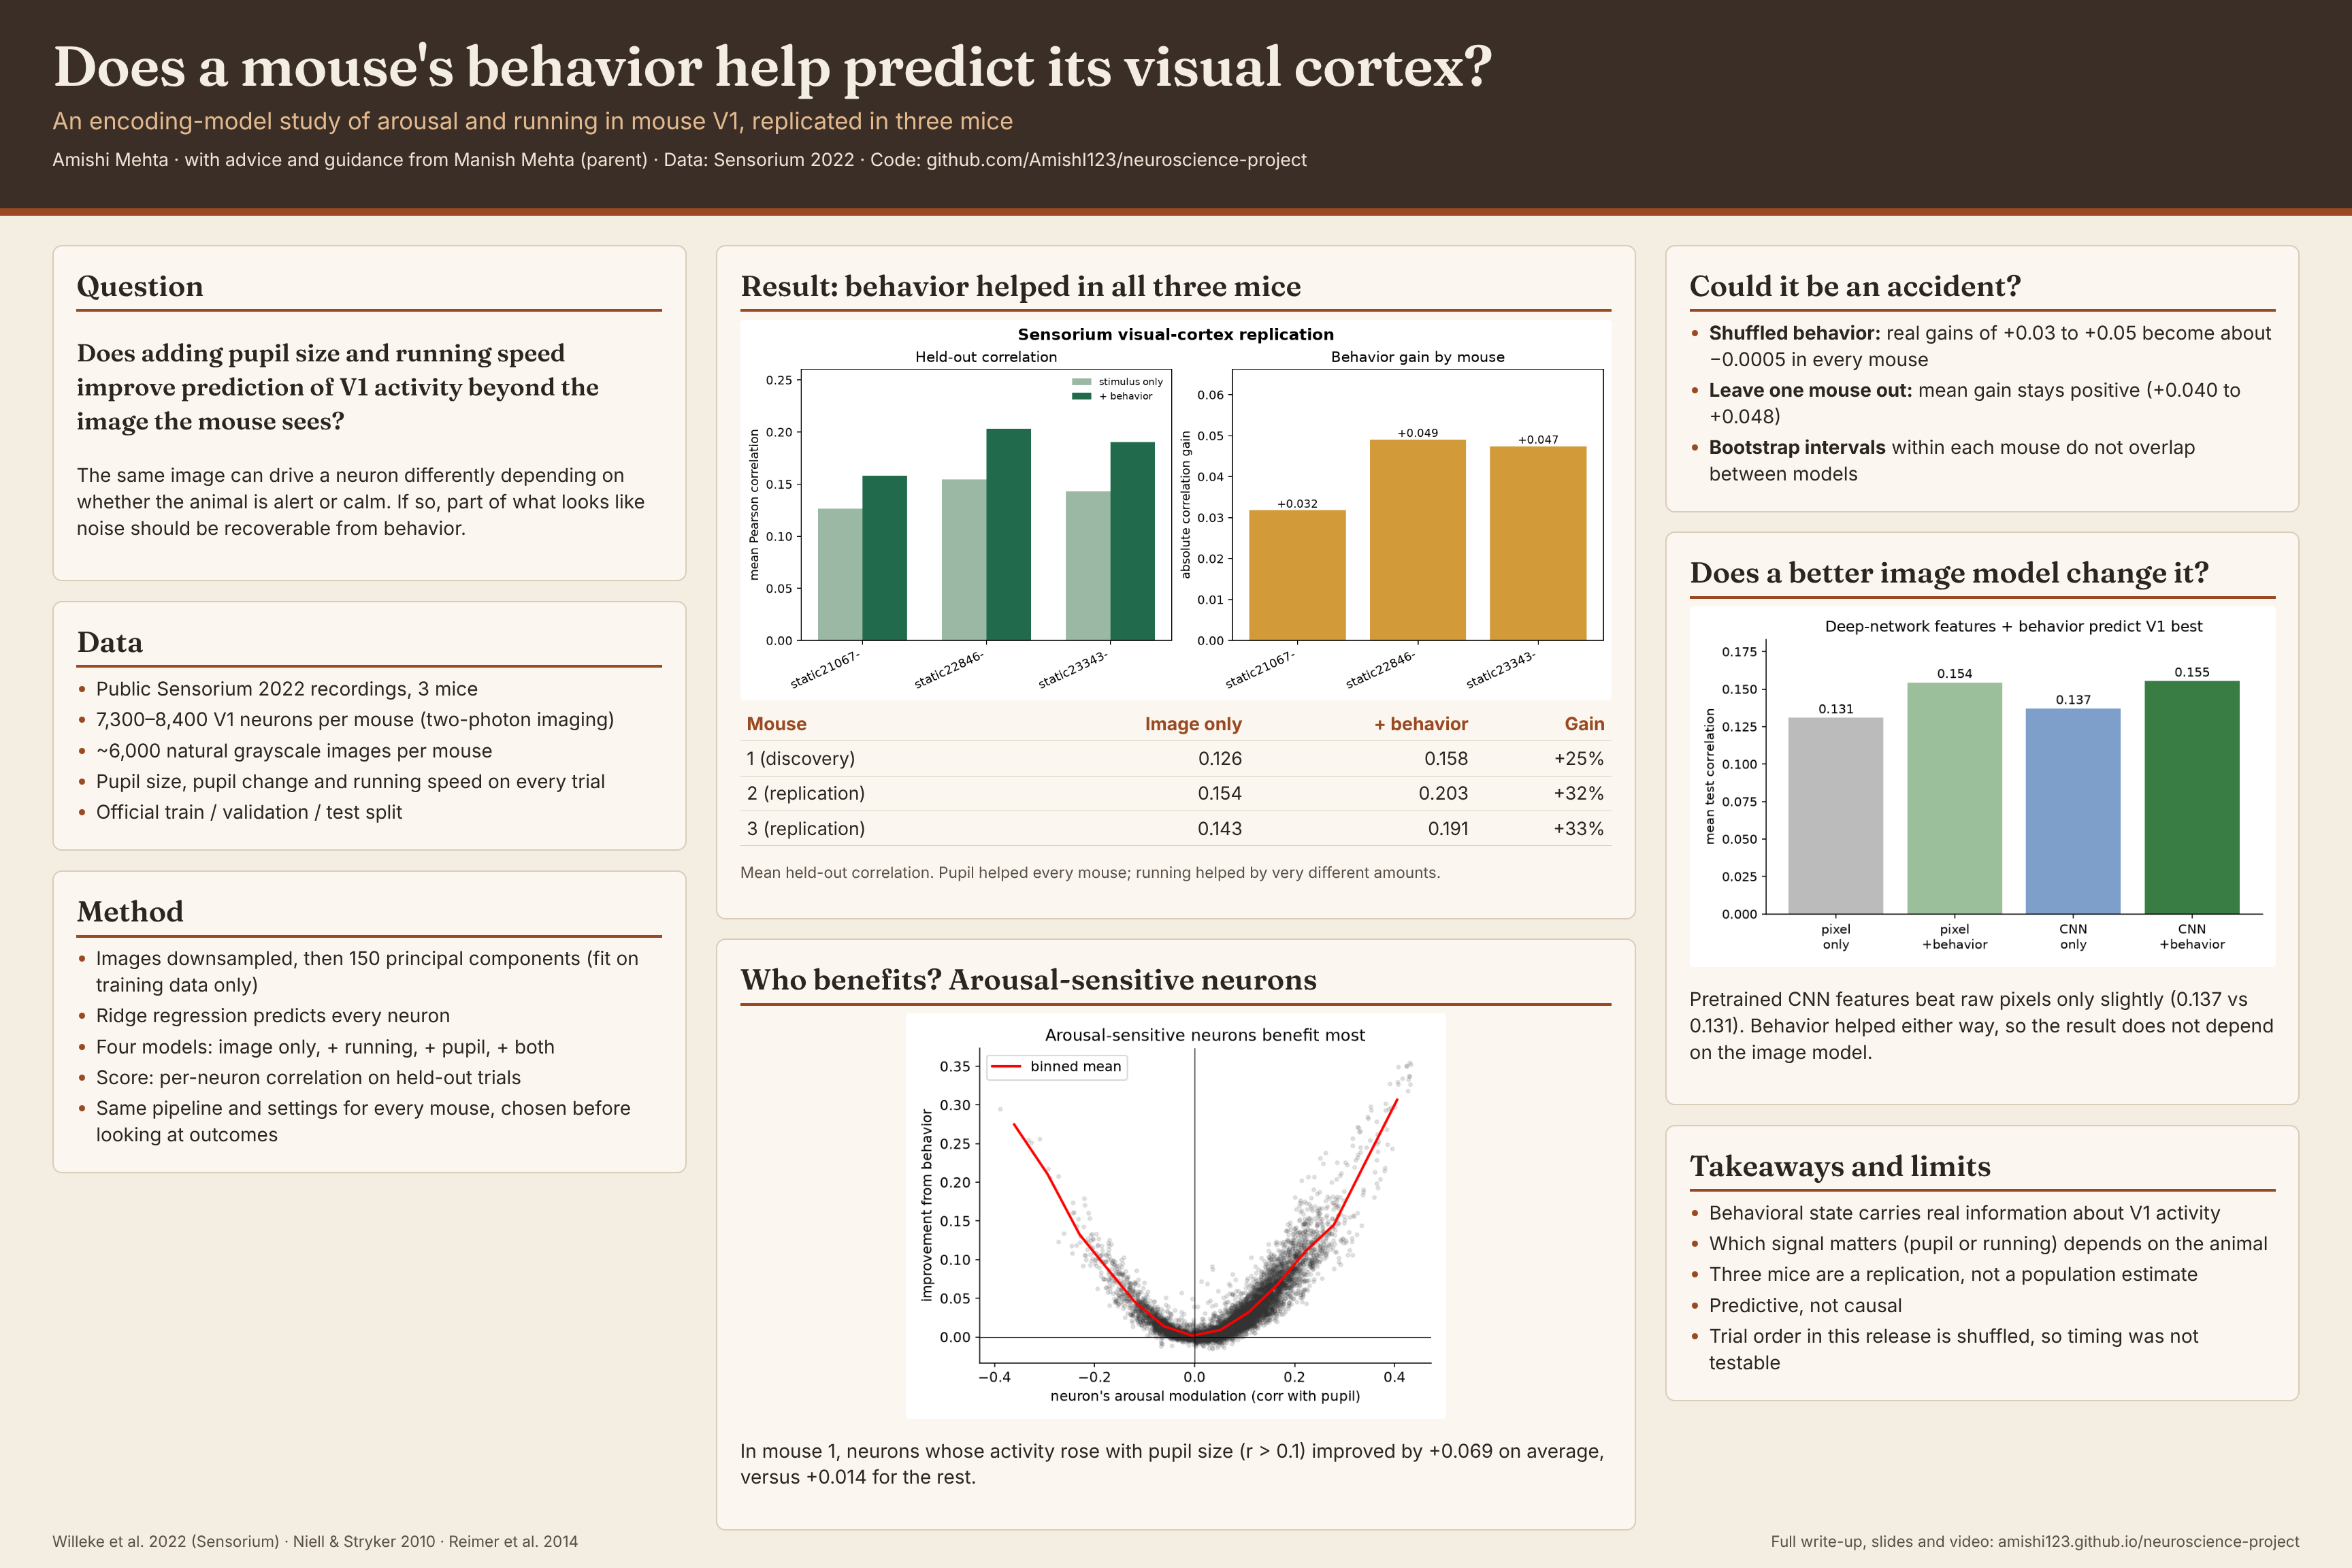 Does a mouse's behavior help predict its visual cortex?
An encoding-model study of arousal and running in mouse V1, replicated in three mice
Amishi Mehta · with advice and guidance from Manish Mehta (parent) · Data: Sensorium 2022 · Code: github.com/AmishI123/neuroscience-project
Question
Does adding pupil size and running speed
improve prediction of V1 activity beyond the
image the mouse sees?
The same image can drive a neuron differently depending on
whether the animal is alert or calm. If so, part of what looks like
noise should be recoverable from behavior.
Data
• Public Sensorium 2022 recordings, 3 mice
• 7,300–8,400 V1 neurons per mouse (two-photon imaging)
• ~6,000 natural grayscale images per mouse
• Pupil size, pupil change and running speed on every trial
• Official train / validation / test split
Method
• Images downsampled, then 150 principal components (fit on
training data only)
• Ridge regression predicts every neuron
• Four models: image only, + running, + pupil, + both
• Score: per-neuron correlation on held-out trials
• Same pipeline and settings for every mouse, chosen before
looking at outcomes
Result: behavior helped in all three mice
Sensorium visual-cortex replication
Held-out correlation
mean Pearson correlation
0.25
0.20
0.15
0.10
0.05
0.00
stimulus only
+ behavior
static21067-
static22846-
static23343-
Behavior gain by mouse
absolute correlation gain
0.06
0.05
0.04
0.03
0.02
0.01
0.00
+0.032
+0.049
+0.047
static21067-
static22846-
static23343-
Mouse Image only + behavior Gain
1 (discovery) 0.126 0.158 +25%
2 (replication) 0.154 0.203 +32%
3 (replication) 0.143 0.191 +33%
Mean held-out correlation. Pupil helped every mouse; running helped by very different amounts.
Who benefits? Arousal-sensitive neurons
Arousal-sensitive neurons benefit most
binned mean
improvement from behavior
0.35
0.30
0.25
0.20
0.15
0.10
0.05
0.00
−0.4 −0.2 0.0 0.2 0.4
neuron's arousal modulation (corr with pupil)
In mouse 1, neurons whose activity rose with pupil size (r > 0.1) improved by +0.069 on average,
versus +0.014 for the rest.
Could it be an accident?
• Shuffled behavior: real gains of +0.03 to +0.05 become about
−0.0005 in every mouse
• Leave one mouse out: mean gain stays positive (+0.040 to
+0.048)
• Bootstrap intervals within each mouse do not overlap
between models
Does a better image model change it?
Deep-network features + behavior predict V1 best
mean test correlation
0.175
0.150
0.125
0.100
0.075
0.050
0.025
0.000
0.131
0.154
0.137
0.155
pixel
only
pixel
+behavior
CNN
only
CNN
+behavior
Pretrained CNN features beat raw pixels only slightly (0.137 vs
0.131). Behavior helped either way, so the result does not depend
on the image model.
Takeaways and limits
• Behavioral state carries real information about V1 activity
• Which signal matters (pupil or running) depends on the animal
• Three mice are a replication, not a population estimate
• Predictive, not causal
• Trial order in this release is shuffled, so timing was not
testable
Willeke et al. 2022 (Sensorium) · Niell & Stryker 2010 · Reimer et al. 2014
Full write-up, slides and video: amishi123.github.io/neuroscience-project